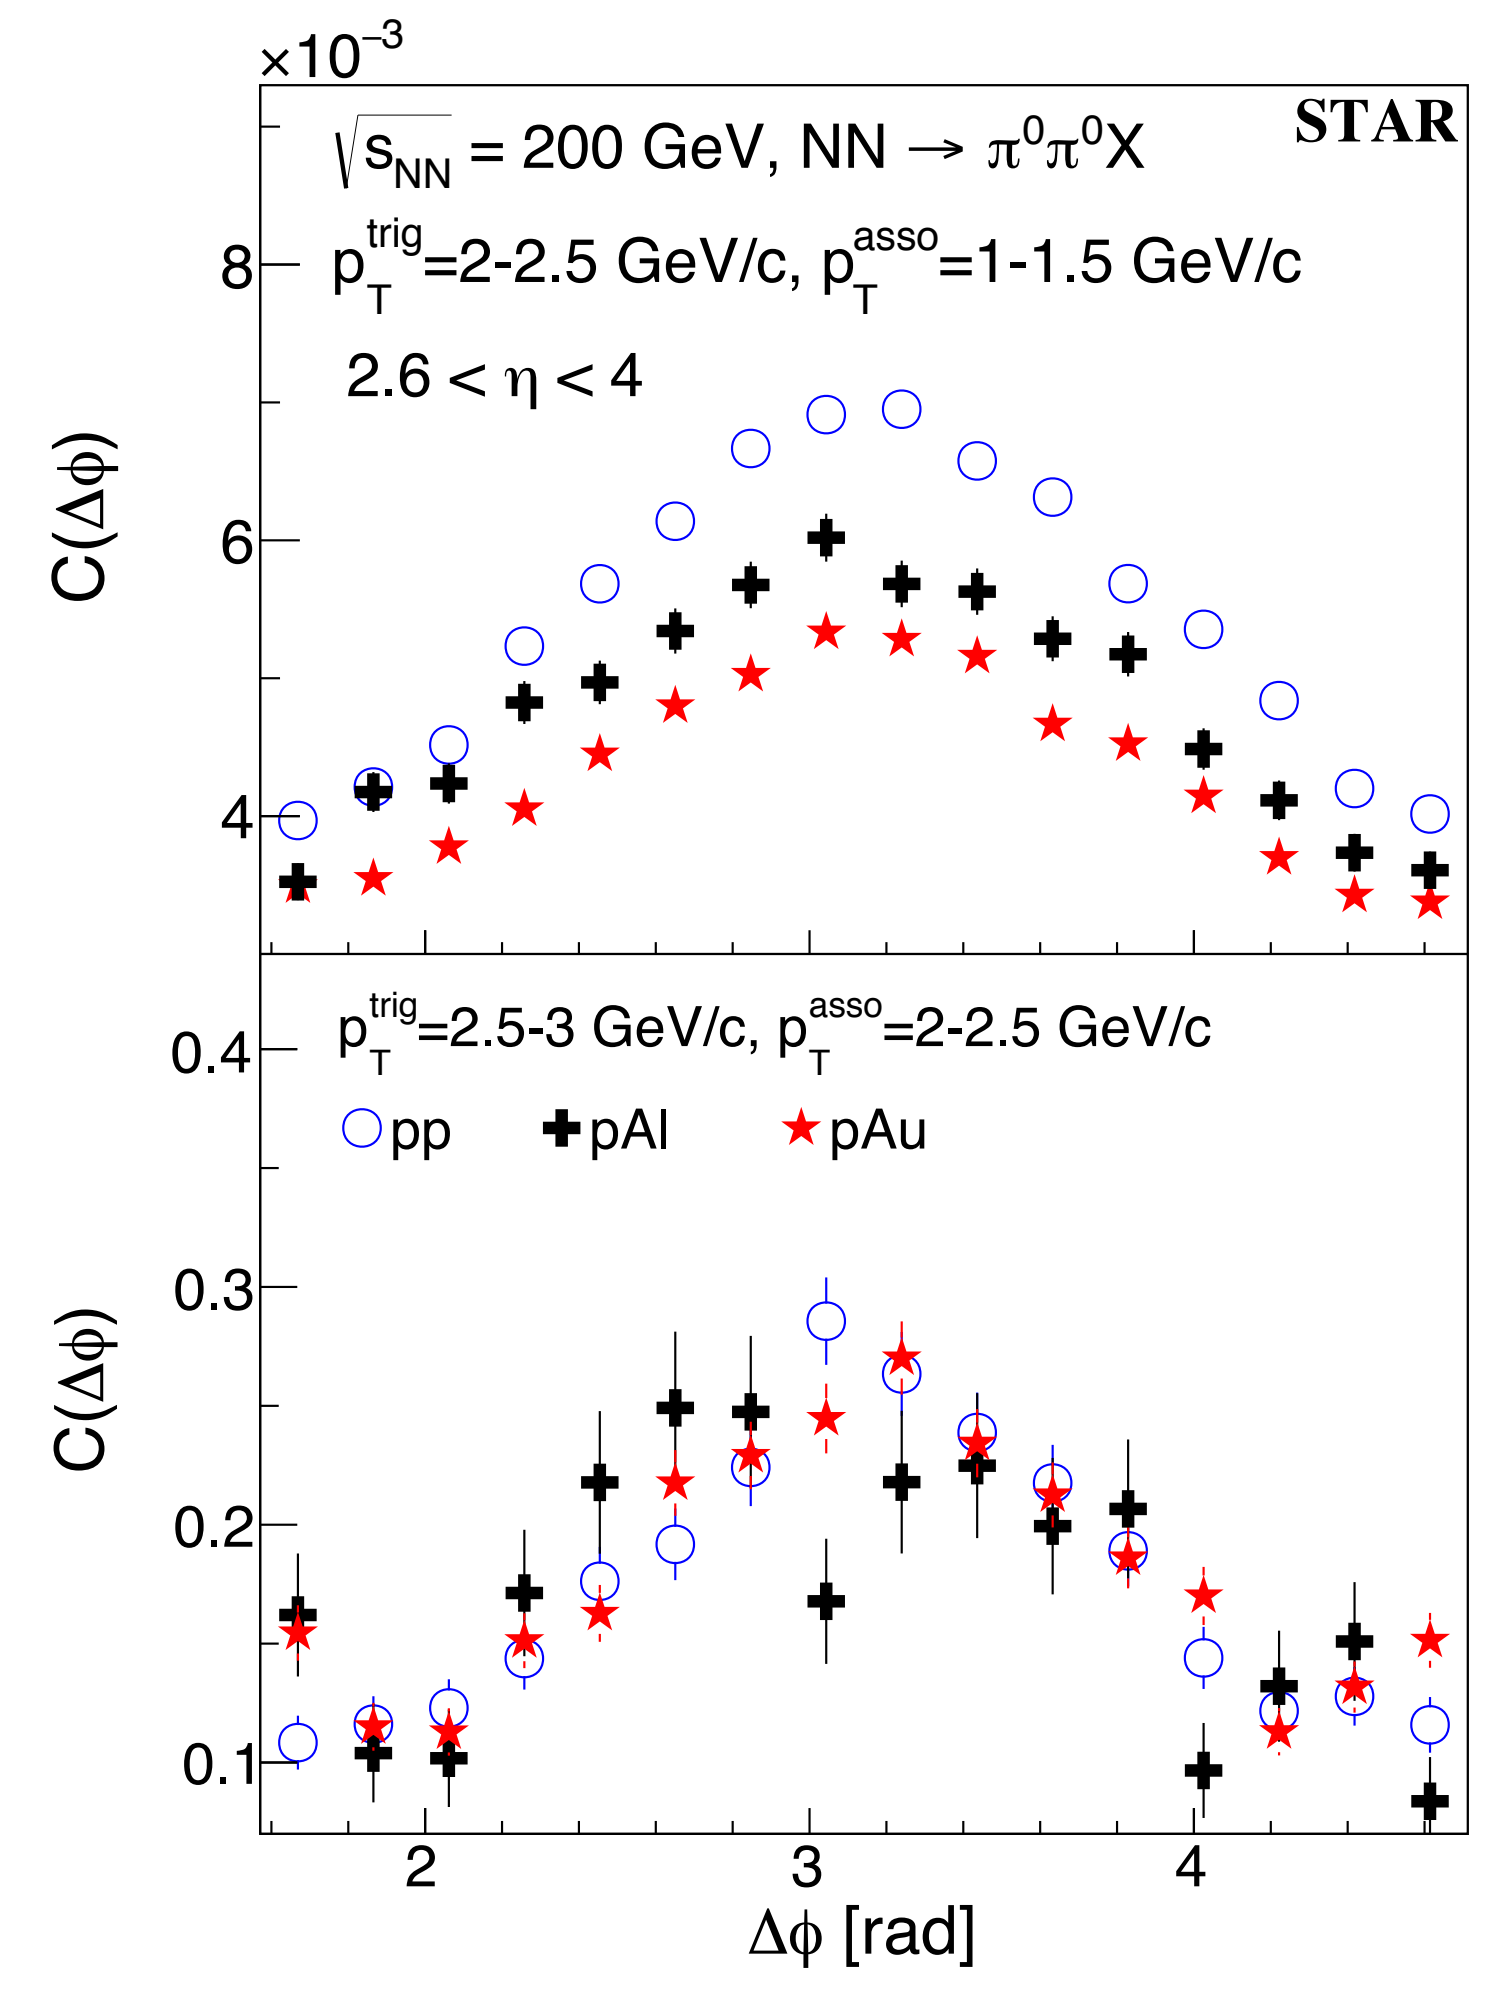 ×10⁻³
√s_NN = 200 GeV, NN → π⁰π⁰X
STAR
p_T^trig=2-2.5 GeV/c, p_T^asso=1-1.5 GeV/c
2.6 < η < 4
8
6
4
C(Δϕ)
p_T^trig=2.5-3 GeV/c, p_T^asso=2-2.5 GeV/c
pp pAl pAu
0.4
0.3
0.2
0.1
C(Δϕ)
2 3 4
Δϕ [rad]